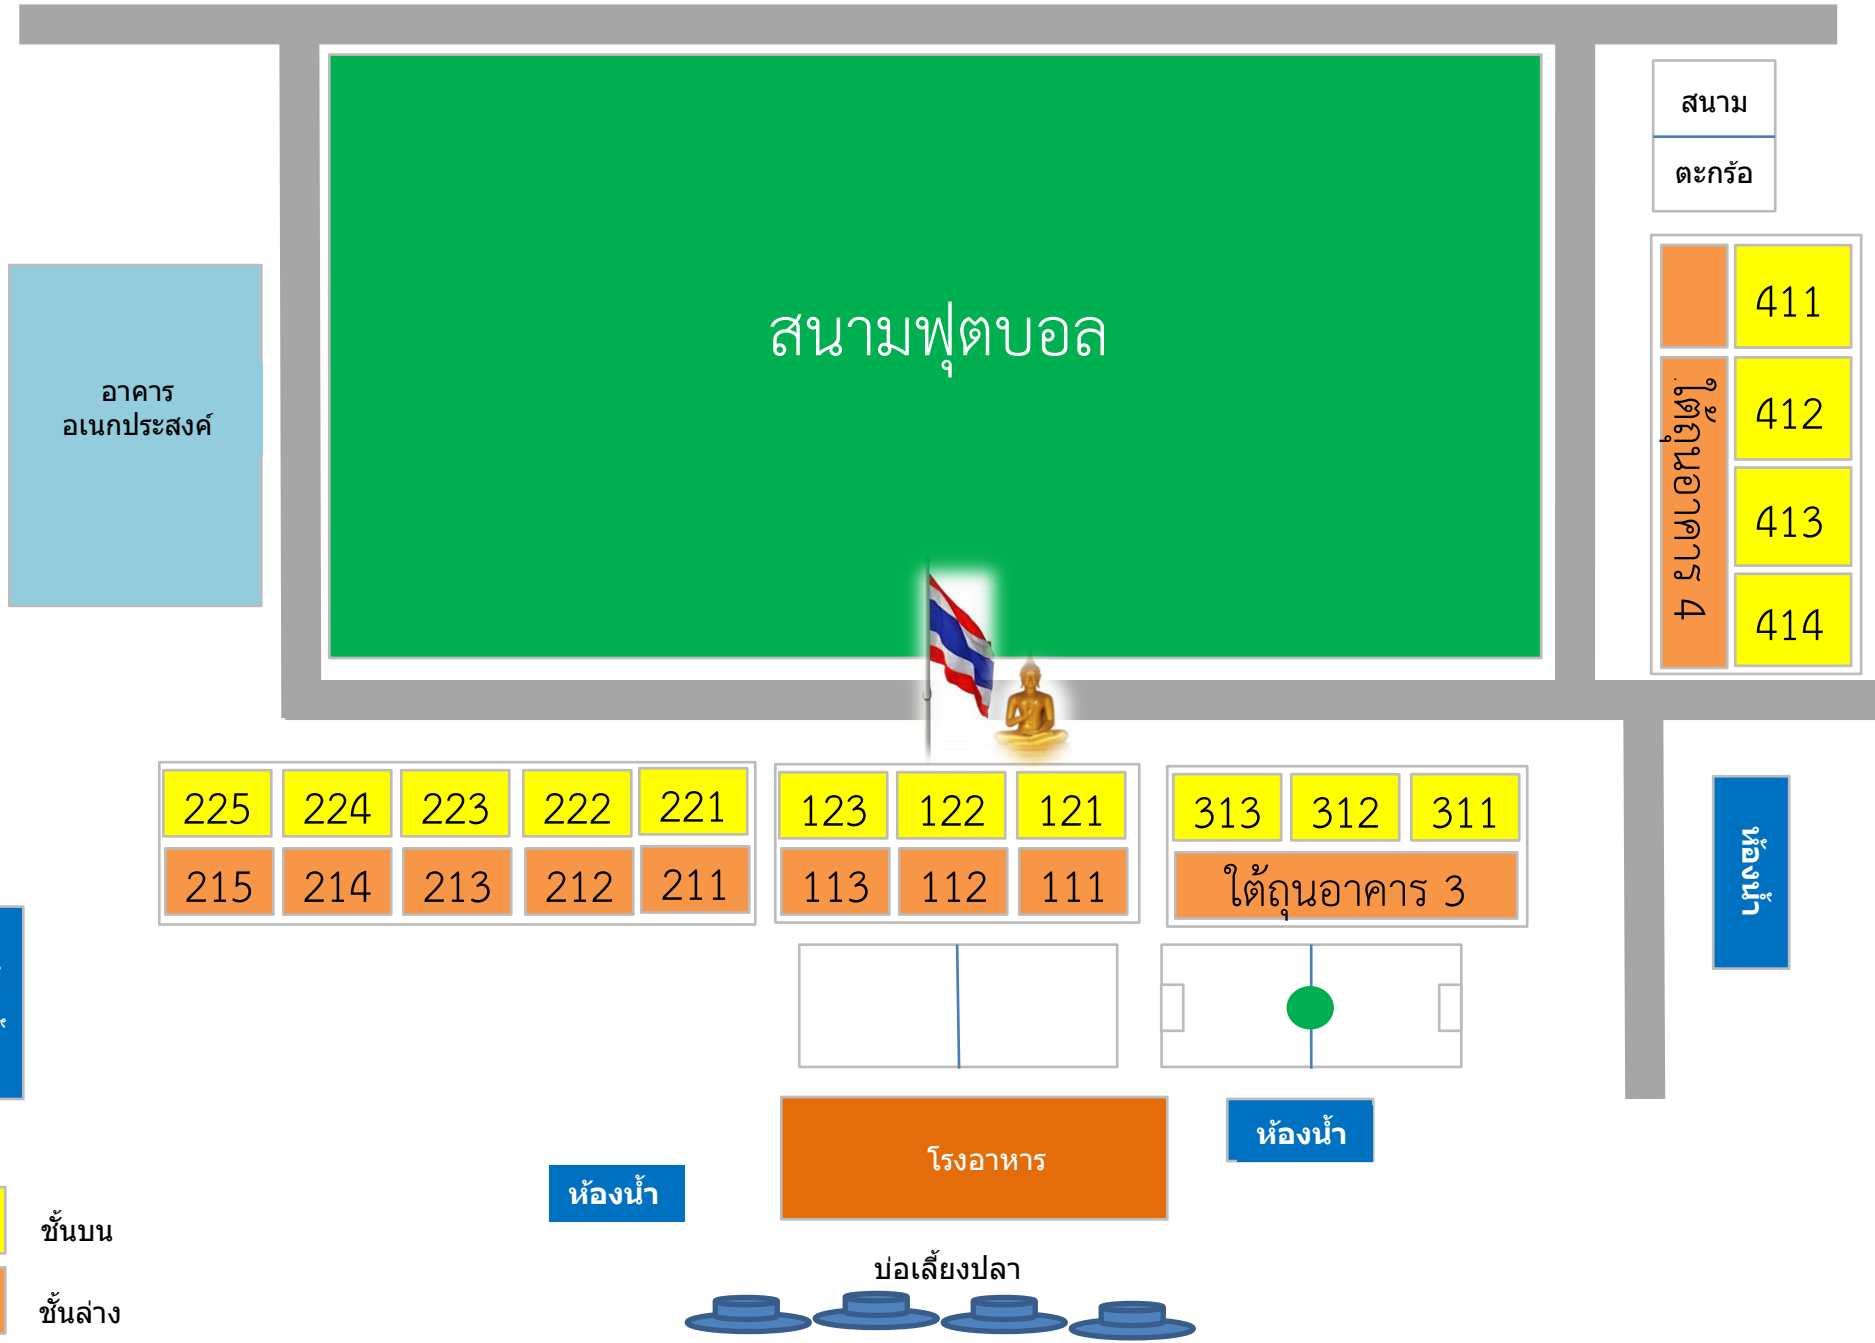 สนาม
ตะกร้อ
สนามฟุตบอล
อาคาร
อเนกประสงค์
411
412
413
414
ใต้ถุนอาคาร 4
225 224 223 222 221
215 214 213 212 211
123 122 121
113 112 111
313 312 311
ใต้ถุนอาคาร 3
ห้องน้ำ
โรงอาหาร
ห้องน้ำ
ห้องน้ำ
บ่อเลี้ยงปลา
ชั้นบน
ชั้นล่าง